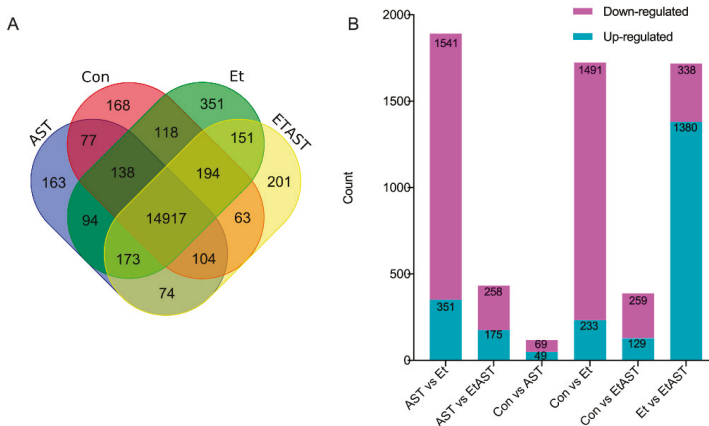 A
AST
Con
Et
ETAST
168
351
77
118
151
163
138
194
201
94
14917
63
173
104
74
B
Down-regulated
Up-regulated
Count
2000
1500
1000
500
0
1541
351
258
175
69
49
1491
233
259
129
338
1380
AST vs Et
AST vs EtAST
Con vs AST
Con vs Et
Con vs EtAST
Et vs EtAST